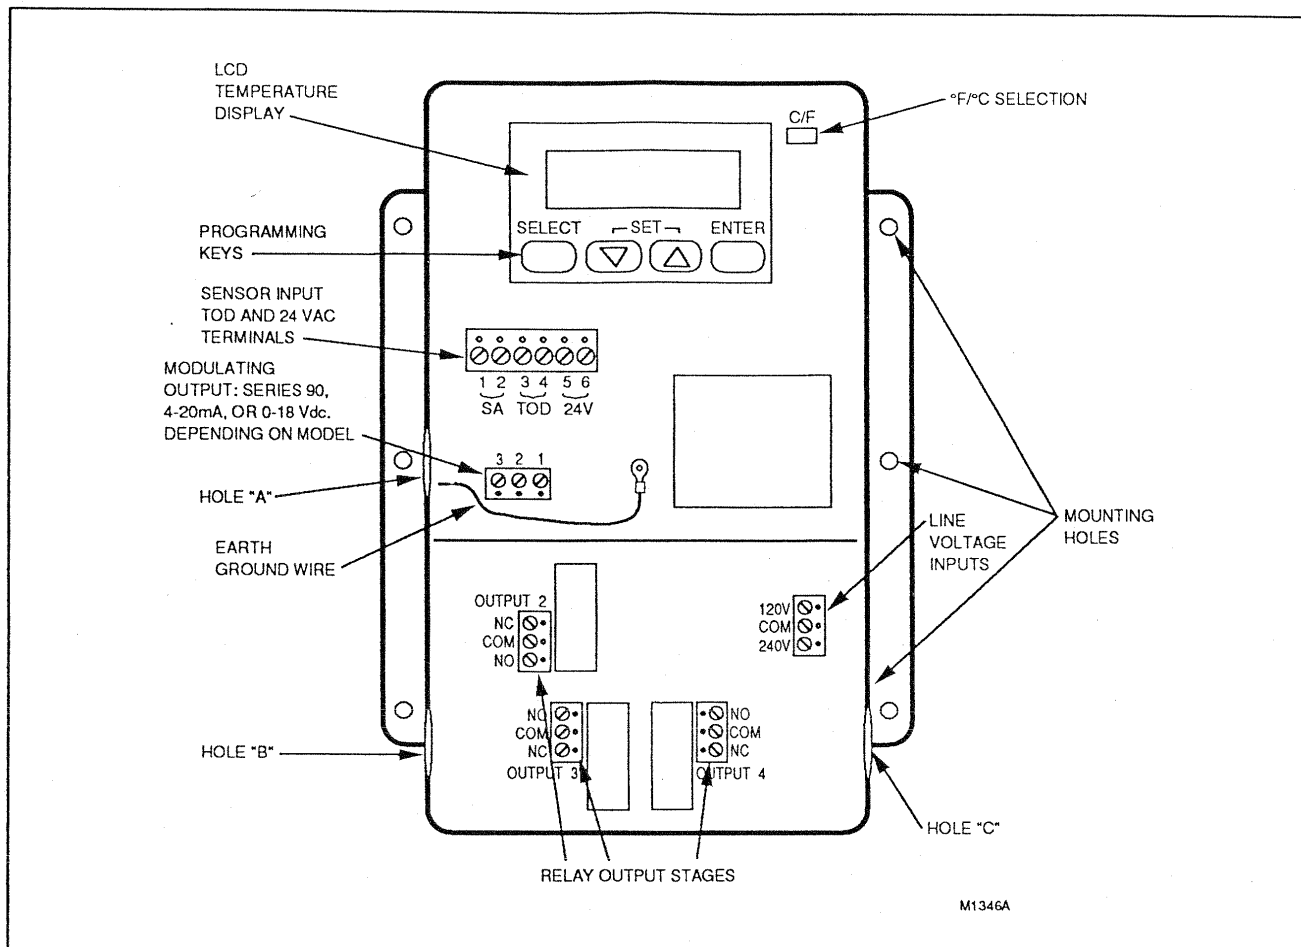 LCD
TEMPERATURE
DISPLAY
C/F
°F/°C SELECTION
PROGRAMMING
KEYS
SELECT
SET
ENTER
SENSOR INPUT
TOD AND 24 VAC
TERMINALS
1 2 3 4 5 6
SA TOD 24V
MODULATING
OUTPUT: SERIES 90,
4-20mA, OR 0-18 Vdc.
DEPENDING ON MODEL
3 2 1
HOLE "A"
EARTH
GROUND WIRE
LINE
VOLTAGE
INPUTS
MOUNTING
HOLES
OUTPUT 2
NC
COM
NO
120V
COM
240V
NO
COM
NC
OUTPUT 3
NO
COM
NC
OUTPUT 4
HOLE "B"
HOLE "C"
RELAY OUTPUT STAGES
M1346A